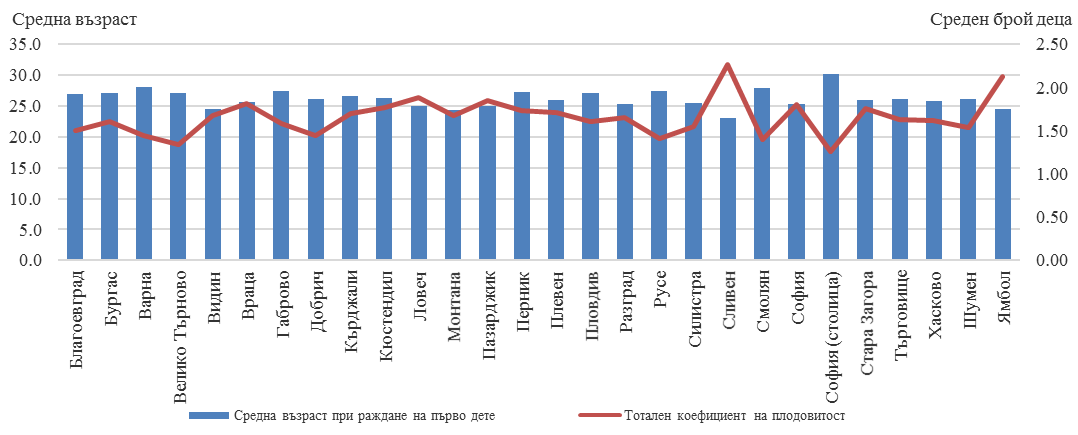 Средна възраст Среден брой деца
35.0 2.50
30.0 2.00
25.0 1.50
20.0 1.00
15.0 0.50
10.0 0.00
5.0
0.0
Благоевград
Бургас
Варна
Велико Търново
Видин
Враца
Габрово
Добрич
Кърджали
Кюстендил
Ловеч
Монтана
Пазарджик
Перник
Плевен
Пловдив
Разград
Русе
Силистра
Сливен
Смолян
София
София (столица)
Стара Загора
Търговище
Хасково
Шумен
Ямбол
Средна възраст при раждане на първо дете Тотален коефициент на плодовитост